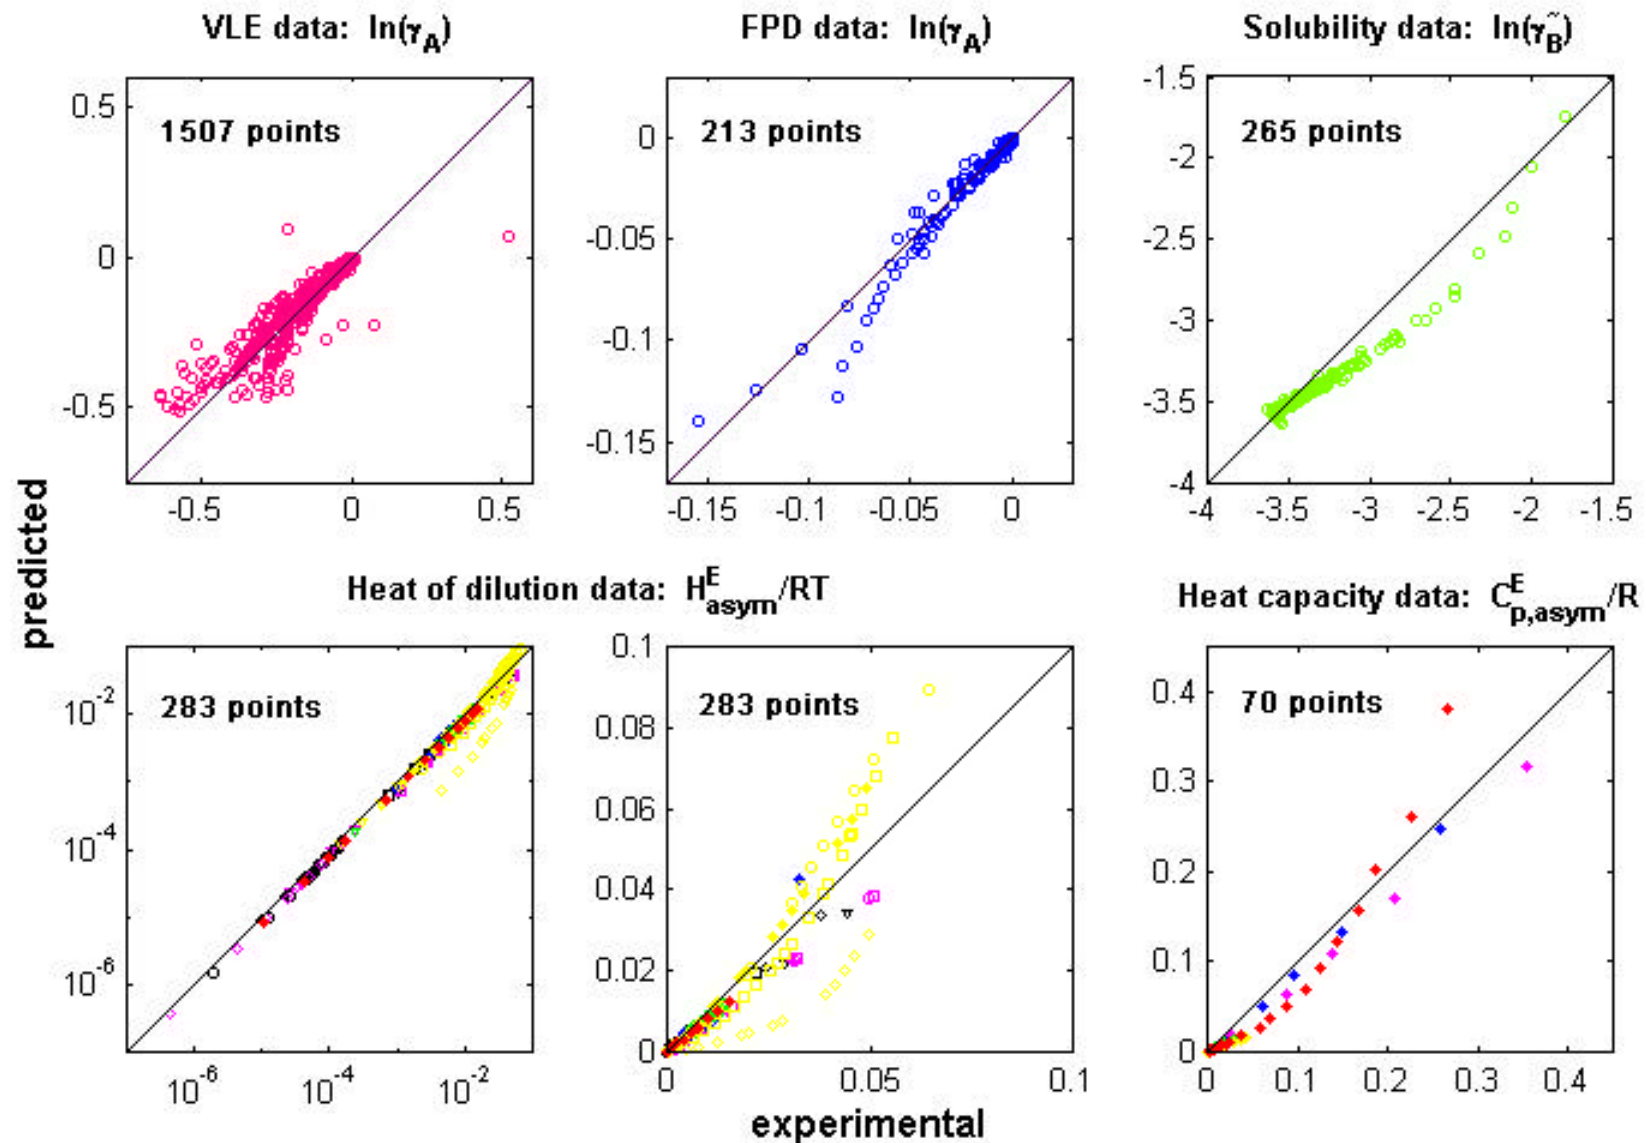 VLE data: ln(γA)
FPD data: ln(γA)
Solubility data: ln(γB~)
1507 points
213 points
265 points
0.5
0
-0.5
-0.5 0 0.5
0
-0.05
-0.1
-0.15
-0.15 -0.1 -0.05 0
-1.5
-2
-2.5
-3
-3.5
-4
-4 -3.5 -3 -2.5 -2 -1.5
predicted
Heat of dilution data: H^E_asym/RT
Heat capacity data: C^E_p,asym/R
283 points
283 points
70 points
10^-2
10^-4
10^-6
10^-6 10^-4 10^-2
0.1
0.08
0.06
0.04
0.02
0
0 0.05 0.1
0.4
0.3
0.2
0.1
0
0 0.1 0.2 0.3 0.4
experimental